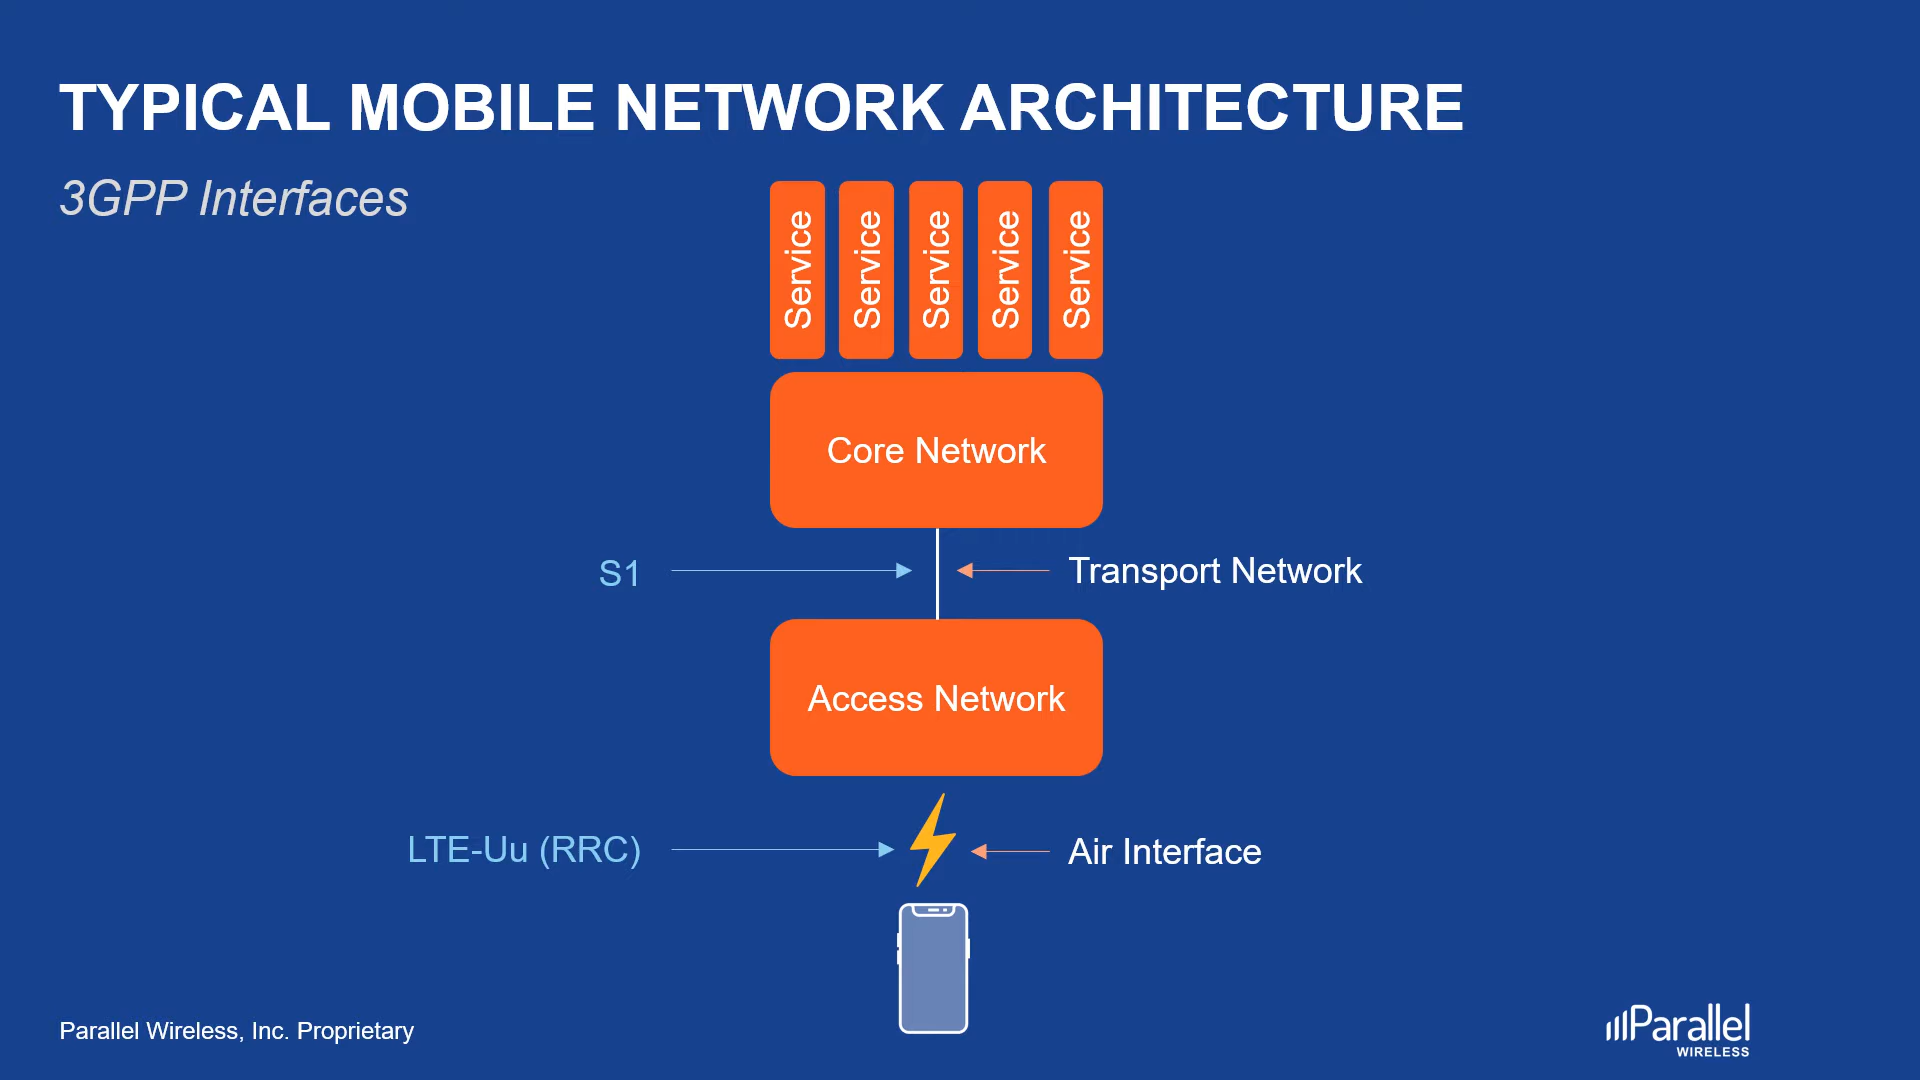 TYPICAL MOBILE NETWORK ARCHITECTURE
3GPP Interfaces
Service
Service
Service
Service
Service
Core Network
S1
Transport Network
Access Network
LTE-Uu (RRC)
Air Interface
Parallel Wireless, Inc. Proprietary
Parallel
WIRELESS